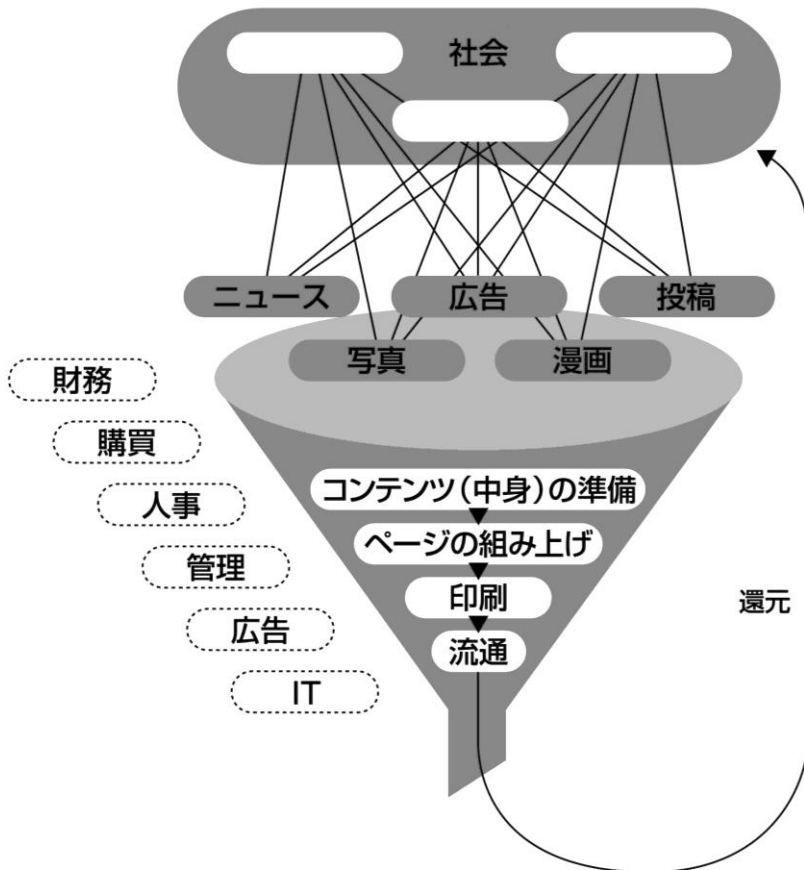 社会
ニュース
広告
投稿
写真
漫画
財務
購買
人事
管理
広告
IT
コンテンツ(中身)の準備
ページの組み上げ
印刷
流通
還元